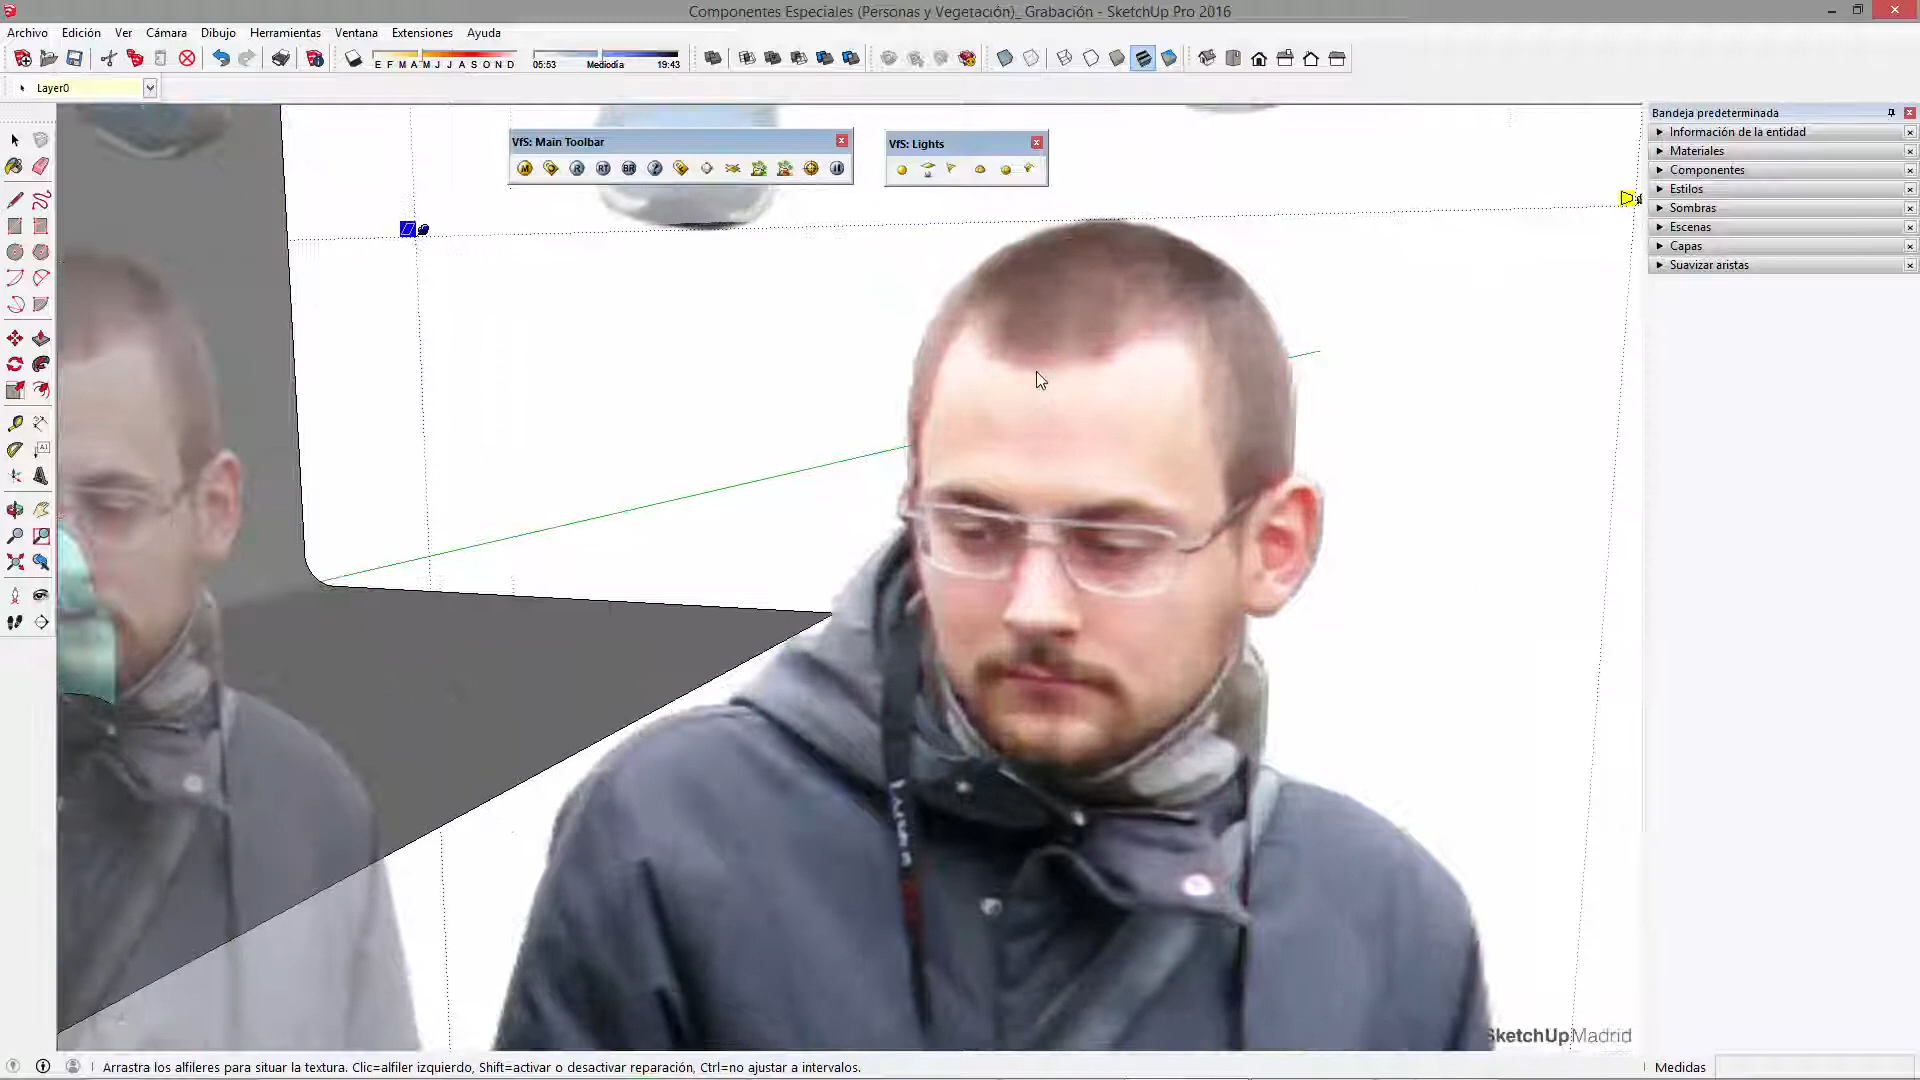 Componentes Especiales (Personas y Vegetación)_ Grabación - SketchUp Pro 2016
Archivo Edición Ver Cámara Dibujo Herramientas Ventana Extensiones Ayuda
E F M A M J J A S O N D
05:53 Mediodía 19:43
Layer0
VfS: Main Toolbar
VfS: Lights
M R RT BR ?
Bandeja predeterminada
Información de la entidad
Materiales
Componentes
Estilos
Sombras
Escenas
Capas
Suavizar aristas
SketchUpMadrid
Arrastra los alfileres para situar la textura. Clic=alfiler izquierdo, Shift=activar o desactivar reparación, Ctrl=no ajustar a intervalos.
Medidas